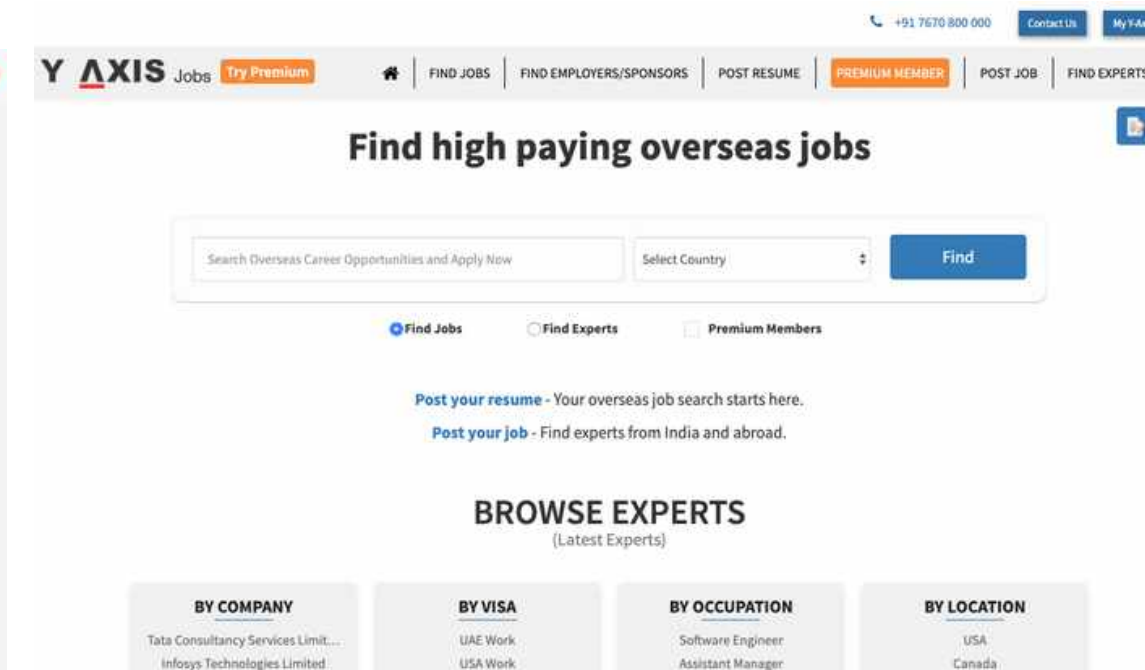 +91 7670 800 000 Contact Us My Y-Ax
Y AXIS Jobs Try Premium FIND JOBS FIND EMPLOYERS/SPONSORS POST RESUME PREMIUM MEMBER POST JOB FIND EXPERTS
Find high paying overseas jobs
Search Overseas Career Opportunities and Apply Now Select Country Find
Find Jobs Find Experts Premium Members
Post your resume - Your overseas job search starts here.
Post your job - Find experts from India and abroad.
BROWSE EXPERTS
(Latest Experts)
BY COMPANY BY VISA BY OCCUPATION BY LOCATION
Tata Consultancy Services Limit... UAE Work Software Engineer USA
Infosys Technologies Limited USA Work Assistant Manager Canada